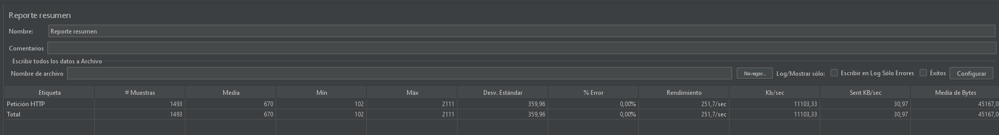 Reporte resumen
Nombre: Reporte resumen
Comentarios
Escribir todos los datos a Archivo
Nombre de archivo Navegar... Log/Mostrar sólo: Escribir en Log Sólo Errores Éxitos Configurar
Etiqueta # Muestras Media Mín Máx Desv. Estándar % Error Rendimiento Kb/sec Sent KB/sec Media de Bytes
Petición HTTP 1493 670 102 2111 359,96 0,00% 251,7/sec 11103,33 30,97 45167,0
Total 1493 670 102 2111 359,96 0,00% 251,7/sec 11103,33 30,97 45167,0